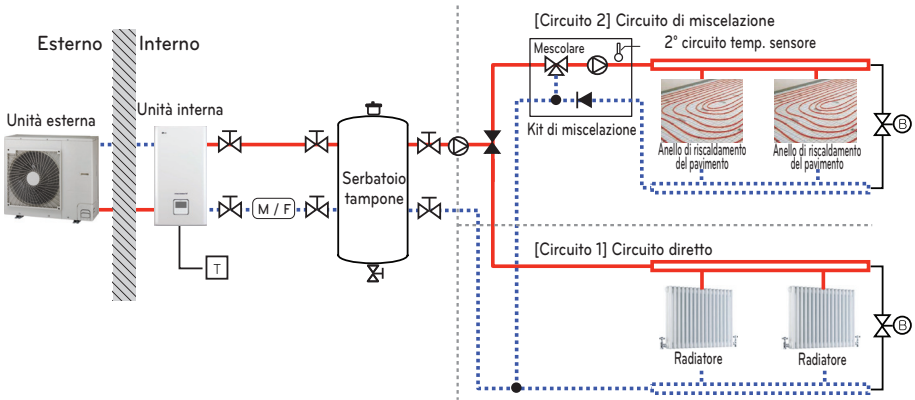 [Circuito 2] Circuito di miscelazione
Esterno
Interno
Mescolare
2° circuito temp. sensore
Unità esterna
Unità interna
Kit di miscelazione
B
Anello di riscaldamento
del pavimento
Anello di riscaldamento
del pavimento
Serbatoio
tampone
M / F
T
[Circuito 1] Circuito diretto
B
Radiatore
Radiatore